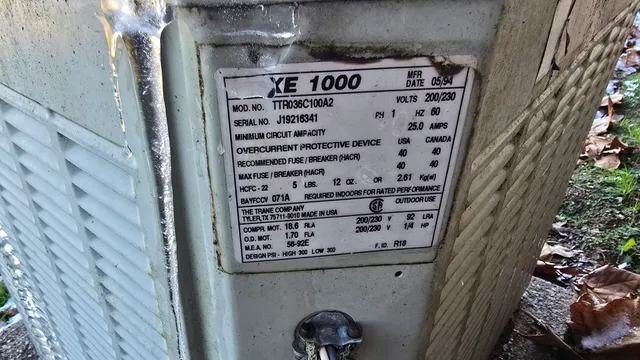 XE 1000 MFR DATE 05/94
MOD. NO. TTR036C100A2 VOLTS 200/230
SERIAL NO. J19216341 PH 1 HZ 60
MINIMUM CIRCUIT AMPACITY 25.0 AMPS
OVERCURRENT PROTECTIVE DEVICE USA CANADA
RECOMMENDED FUSE / BREAKER (HACR) 40 40
MAX FUSE / BREAKER (HACR) 40 40
HCFC - 22 5 LBS. 12 OZ. OR 2.61 Kg(s)
BAYFCCV 071A REQUIRED INDOORS FOR RATED PERFORMANCE
THE TRANE COMPANY OUTDOOR USE
TYLER, TX 75711-9010 MADE IN USA SA
COMPR. MOT. 18.6 RLA 200/230 V 92 LRA
O.D. MOT. 1.70 FLA 200/230 V 1/4 HP
M.E.A. NO. 56-92E F. ID. R18
DESIGN PSI - HIGH 300 LOW 300